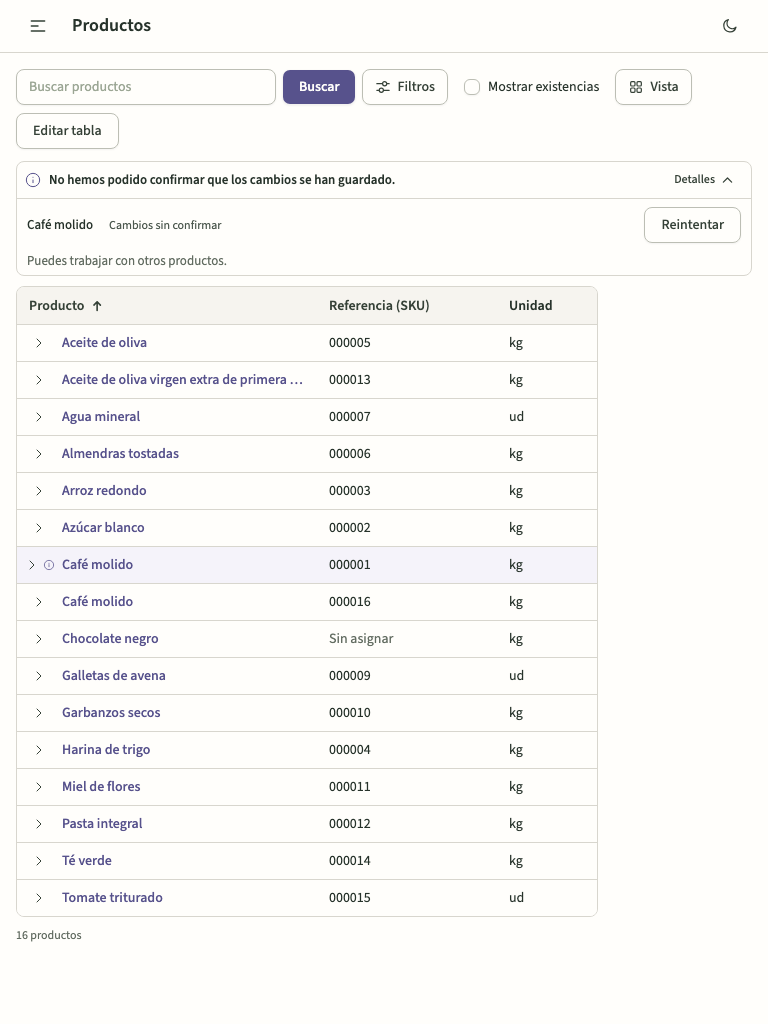 Productos
Buscar productos
Buscar
Filtros
Mostrar existencias
Vista
Editar tabla
No hemos podido confirmar que los cambios se han guardado.
Detalles
Café molido Cambios sin confirmar
Reintentar
Puedes trabajar con otros productos.
Producto Referencia (SKU) Unidad
Aceite de oliva 000005 kg
Aceite de oliva virgen extra de primera … 000013 kg
Agua mineral 000007 ud
Almendras tostadas 000006 kg
Arroz redondo 000003 kg
Azúcar blanco 000002 kg
Café molido 000001 kg
Café molido 000016 kg
Chocolate negro Sin asignar kg
Galletas de avena 000009 ud
Garbanzos secos 000010 kg
Harina de trigo 000004 kg
Miel de flores 000011 kg
Pasta integral 000012 kg
Té verde 000014 kg
Tomate triturado 000015 ud
16 productos